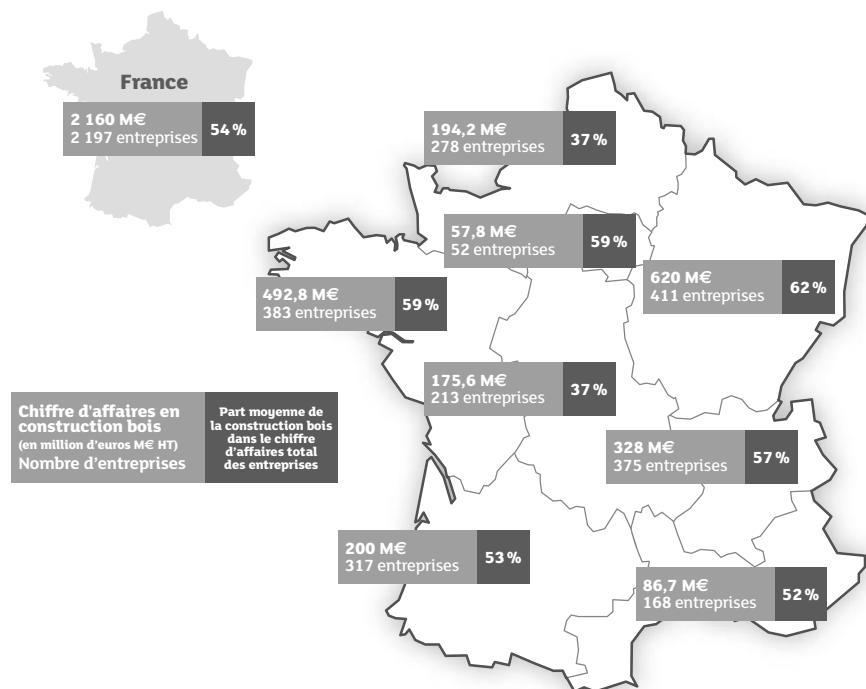 France
2 160 M€
2 197 entreprises
54 %
194,2 M€
278 entreprises
37 %
57,8 M€
52 entreprises
59 %
620 M€
411 entreprises
62 %
492,8 M€
383 entreprises
59 %
175,6 M€
213 entreprises
37 %
Chiffre d'affaires en
construction bois
(en million d'euros M€ HT)
Nombre d'entreprises
Part moyenne de
la construction bois
dans le chiffre
d'affaires total
des entreprises
328 M€
375 entreprises
57 %
200 M€
317 entreprises
53 %
86,7 M€
168 entreprises
52 %